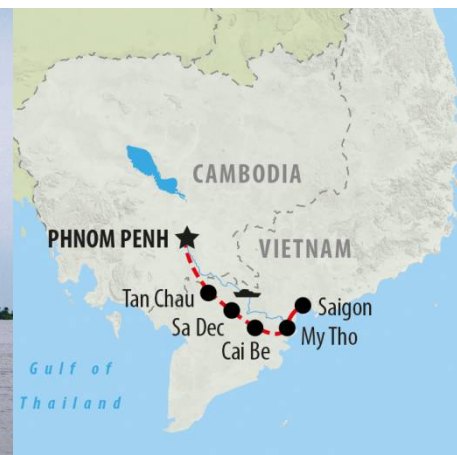 CAMBODIA
PHNOM PENH
VIETNAM
Tan Chau
Saigon
Sa Dec
My Tho
Cai Be
Gulf of
Thailand